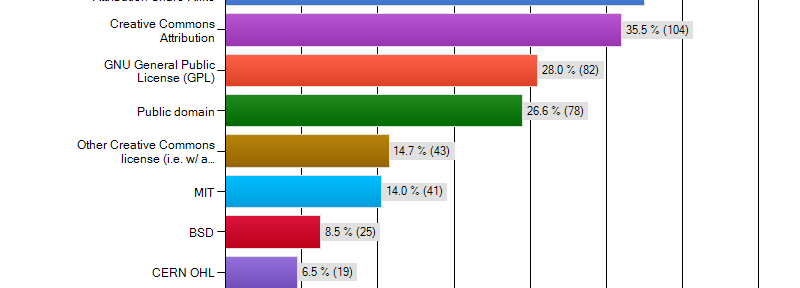 Creative Commons
Attribution
35.5 % (104)
GNU General Public
License (GPL)
28.0 % (82)
Public domain
26.6 % (78)
Other Creative Commons
license (i.e. w/ a...
14.7 % (43)
MIT
14.0 % (41)
BSD
8.5 % (25)
CERN OHL
6.5 % (19)